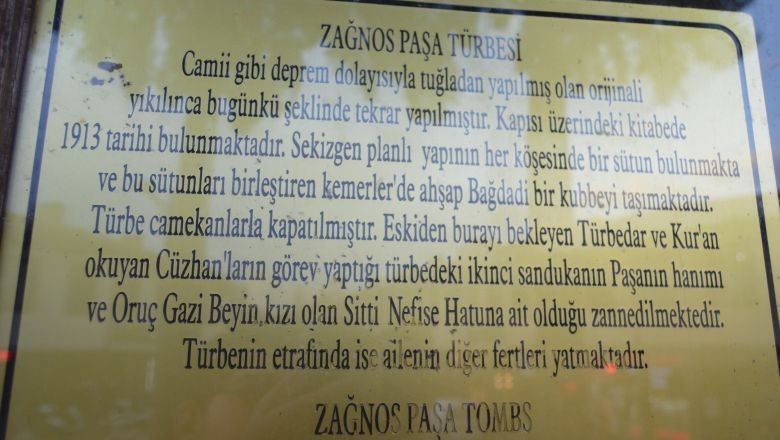 ZAĞNOS PAŞA TÜRBESİ
Camii gibi deprem dolayısıyla tuğladan yapılmış olan orijinali
yıkılınca bugünkü şeklinde tekrar yapılmıştır. Kapısı üzerindeki kitabede
1913 tarihi bulunmaktadır. Sekizgen planlı yapının her köşesinde bir sütun bulunmakta
ve bu sütunları birleştiren kemerler'de ahşap Bağdadi bir kubbeyi taşımaktadır.
Türbe camekanlarla kapatılmıştır. Eskiden burayı bekleyen Türbedar ve Kur'an
okuyan Cüzhan'ların görev yaptığı türbedeki ikinci sandukanın Paşanın hanımı
ve Oruç Gazi Beyin kızı olan Sitti Nefise Hatuna ait olduğu zannedilmektedir.
Türbenin etrafında ise ailenin diğer fertleri yatmaktadır.
ZAĞNOS PAŞA TOMBS